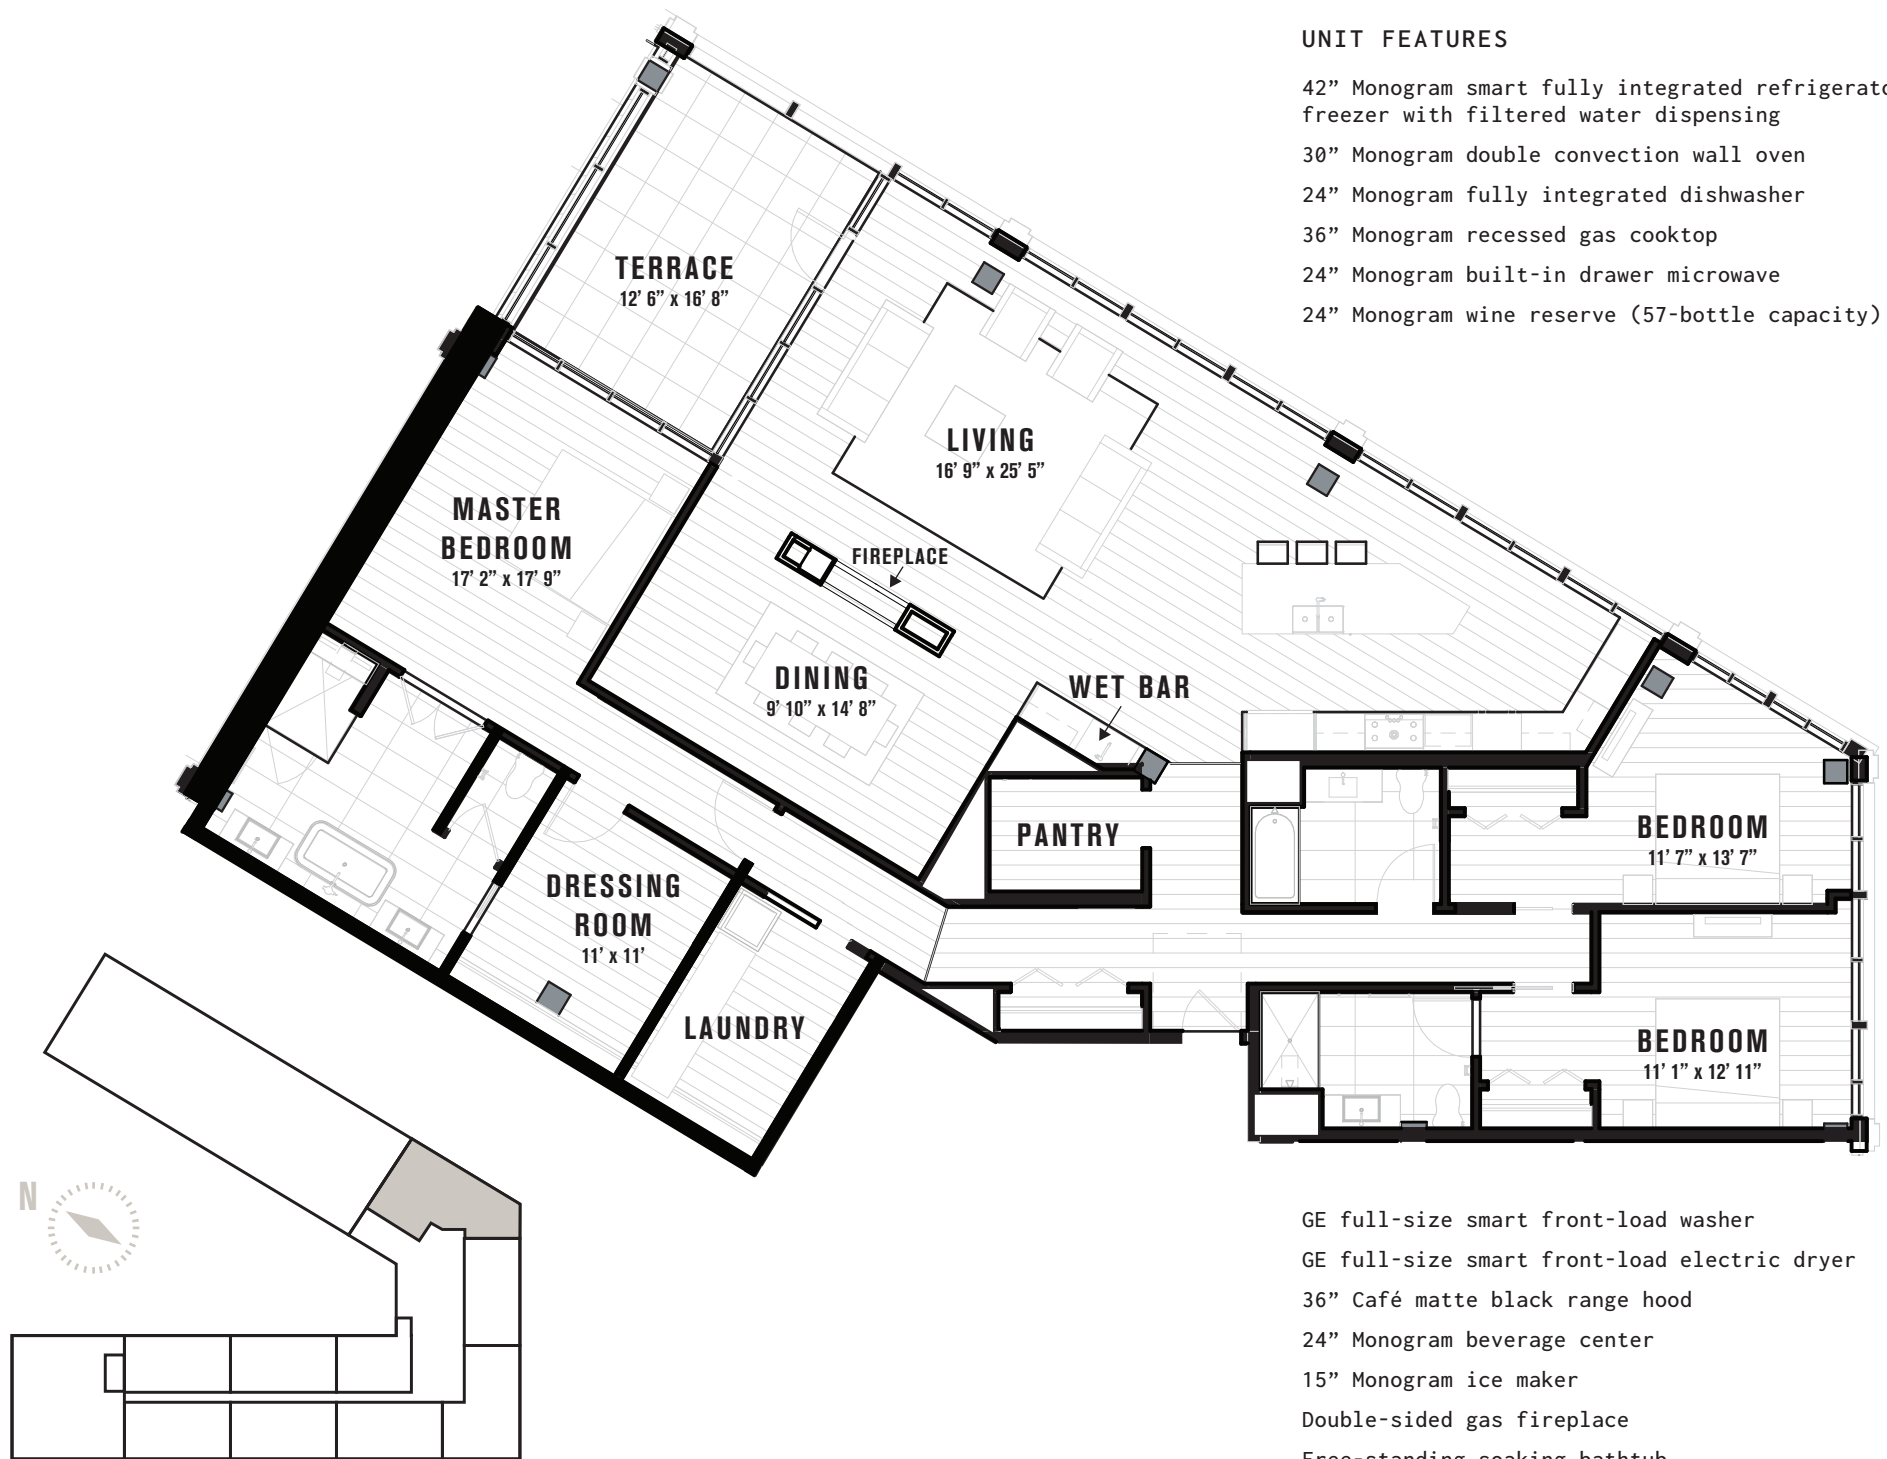 UNIT FEATURES
42” Monogram smart fully integrated
freezer with filtered water dispensing
30” Monogram double convection wall oven
24” Monogram fully integrated dishwasher
36” Monogram recessed gas cooktop
24” Monogram built-in drawer microwave
24” Monogram wine reserve (57-bottle capacity)
TERRACE
12’ 6” x 16’ 8”
LIVING
16’ 9” x 25’ 5”
MASTER
BEDROOM
17’ 2” x 17’ 9”
FIREPLACE
DINING
9’ 10” x 14’ 8”
WET BAR
PANTRY
BEDROOM
11’ 7” x 13’ 7”
DRESSING
ROOM
11’ x 11’
LAUNDRY
BEDROOM
11’ 1” x 12’ 11”
N
GE full-size smart front-load washer
GE full-size smart front-load electric dryer
36” Café matte black range hood
24” Monogram beverage center
15” Monogram ice maker
Double-sided gas fireplace
Free-standing soaking bathtub